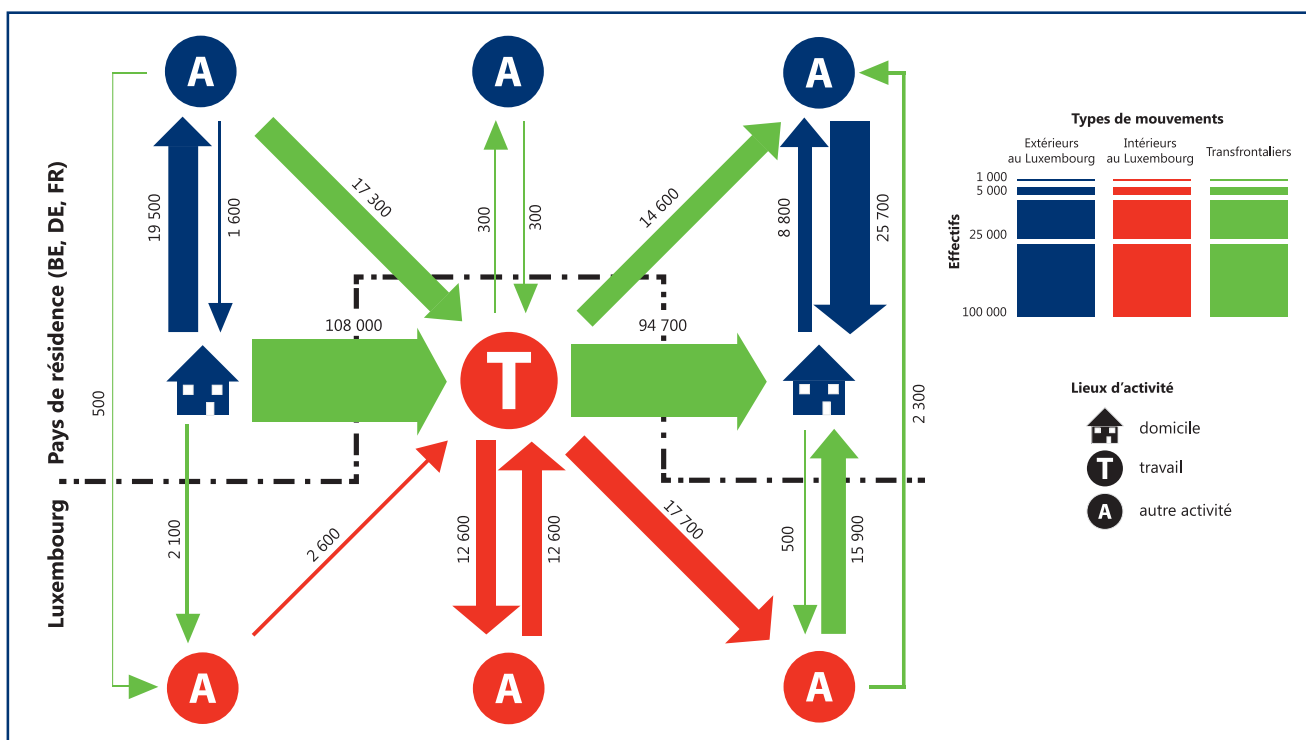 A
A
A
Pays de résidence (BE, DE, FR)
Luxembourg
19 500
1 600
17 300
300
300
14 600
8 800
25 700
108 000
T
94 700
500
2 300
2 100
2 600
12 600
12 600
17 700
500
15 900
A
A
A
Types de mouvements
Extérieurs
au Luxembourg
Intérieurs
au Luxembourg
Transfrontaliers
Effectifs
1 000
5 000
25 000
100 000
Lieux d'activité
domicile
T travail
A autre activité